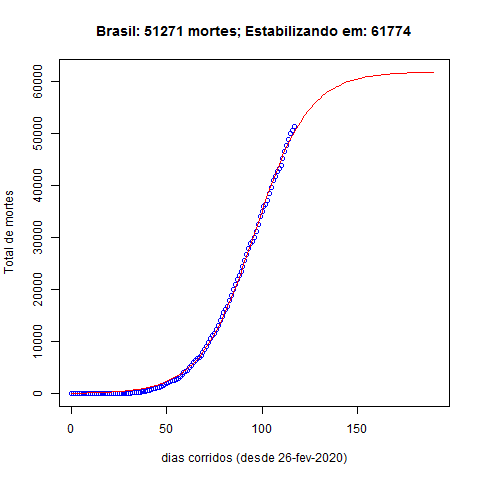 Brasil: 51271 mortes; Estabilizando em: 61774
Total de mortes
60000
50000
40000
30000
20000
10000
0
0 50 100 150
dias corridos (desde 26-fev-2020)